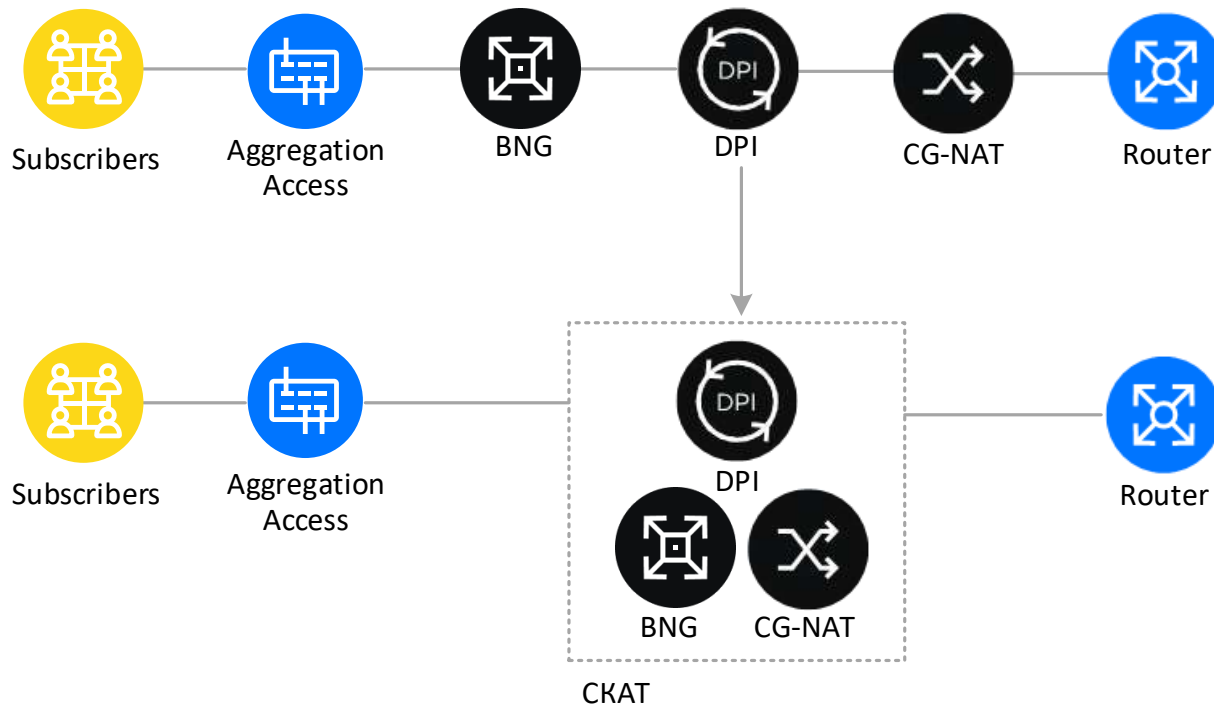 DPI
Subscribers
Aggregation
Access
BNG
DPI
CG-NAT
Router
DPI
Subscribers
Aggregation
Access
DPI
Router
BNG
CG-NAT
СКАТ